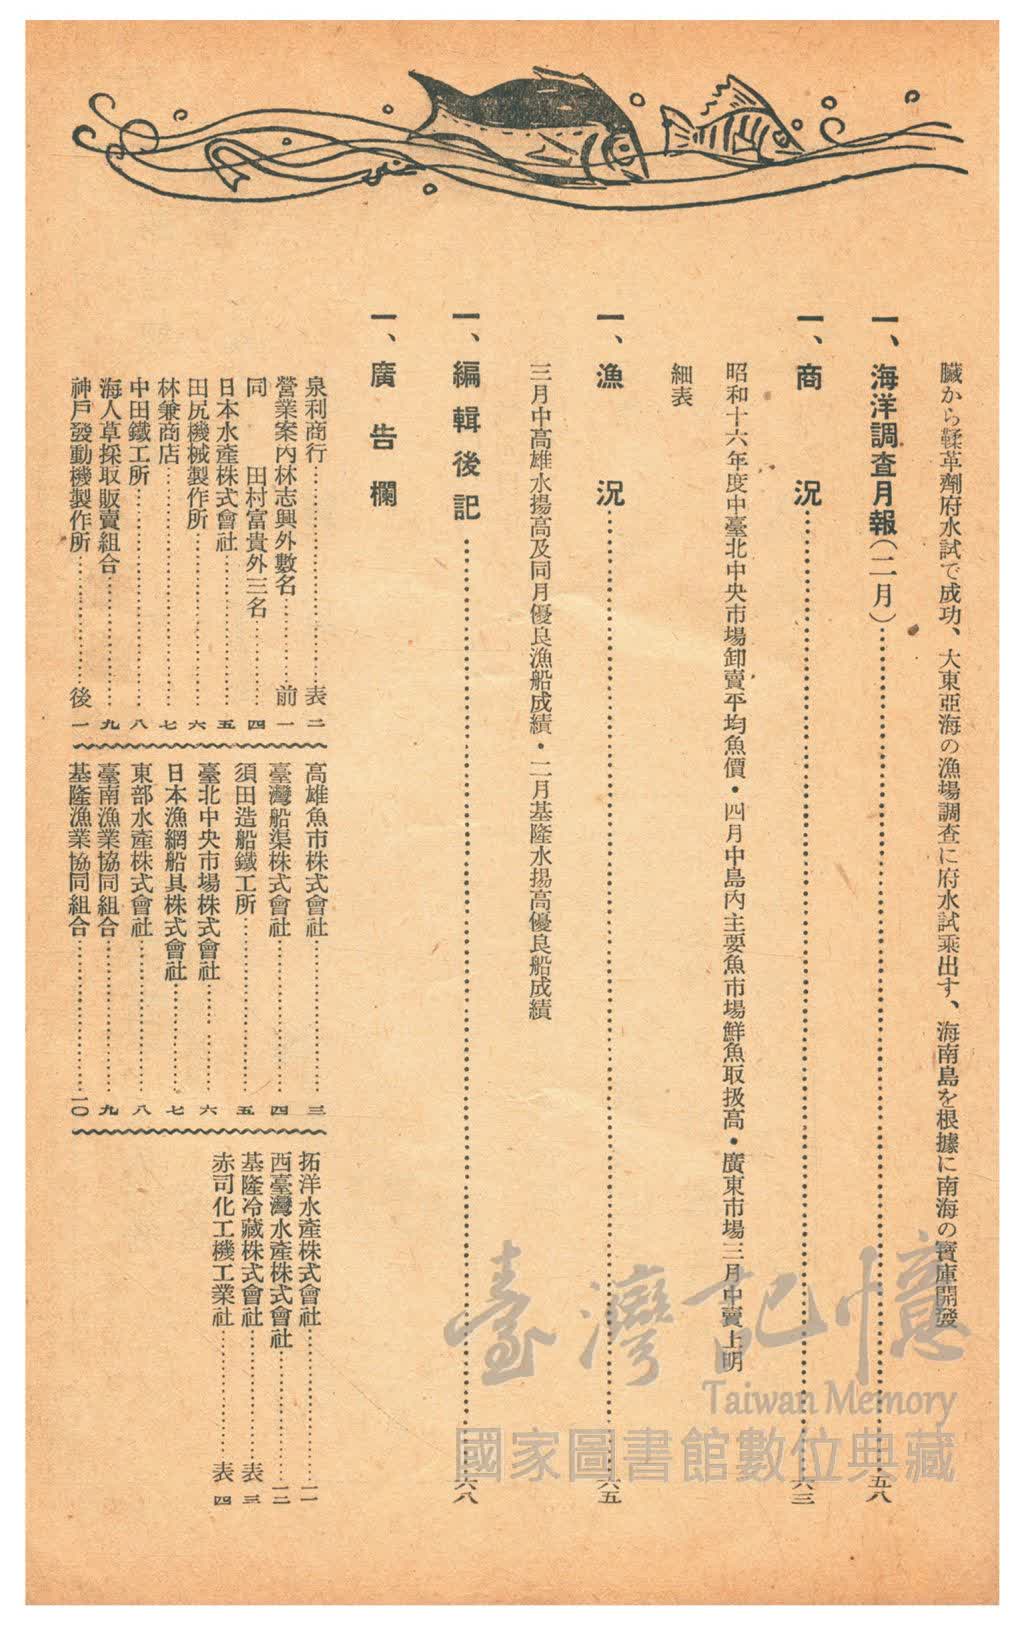 臟から鞣革劑府水試で成功、大東亞海の漁場調査に府水試乘出す、海南島を根據に南海の寶庫開發
一、海洋調査月報(二月)…………五八
一、商況…………六三
昭和十六年度中臺北中央市場卸賣平均魚價・四月中島內主要魚市場鮮魚取扱高・廣東市場三月中賣上明
細表
一、漁況…………六五
三月中高雄水揚高及同月優良漁船成績・二月基隆水揚高優良船成績
一、編輯後記…………六八
一、廣告欄
泉利商行…………表二
營業案內林志興外數名…………前一
同 田村富貴外三名…………四
日本水產株式會社…………五
田尻機械製作所…………六
林兼商店…………七
中田鐵工所…………八
海人草採取販賣組合…………九
神戶發動機製作所…………後一
高雄魚市株式會社…………三
臺灣船渠株式會社…………四
須田造船鐵工所…………五
臺北中央市場株式會社…………六
日本漁網船具株式會社…………七
東部水產株式會社…………八
臺南漁業協同組合…………九
基隆漁業協同組合…………一〇
拓洋水產株式會社…………一一
西臺灣水產株式會社…………一二
基隆冷藏株式會社…………表三
赤司化工機工業社…………表四
臺灣記憶
Taiwan Memory
國家圖書館數位典藏